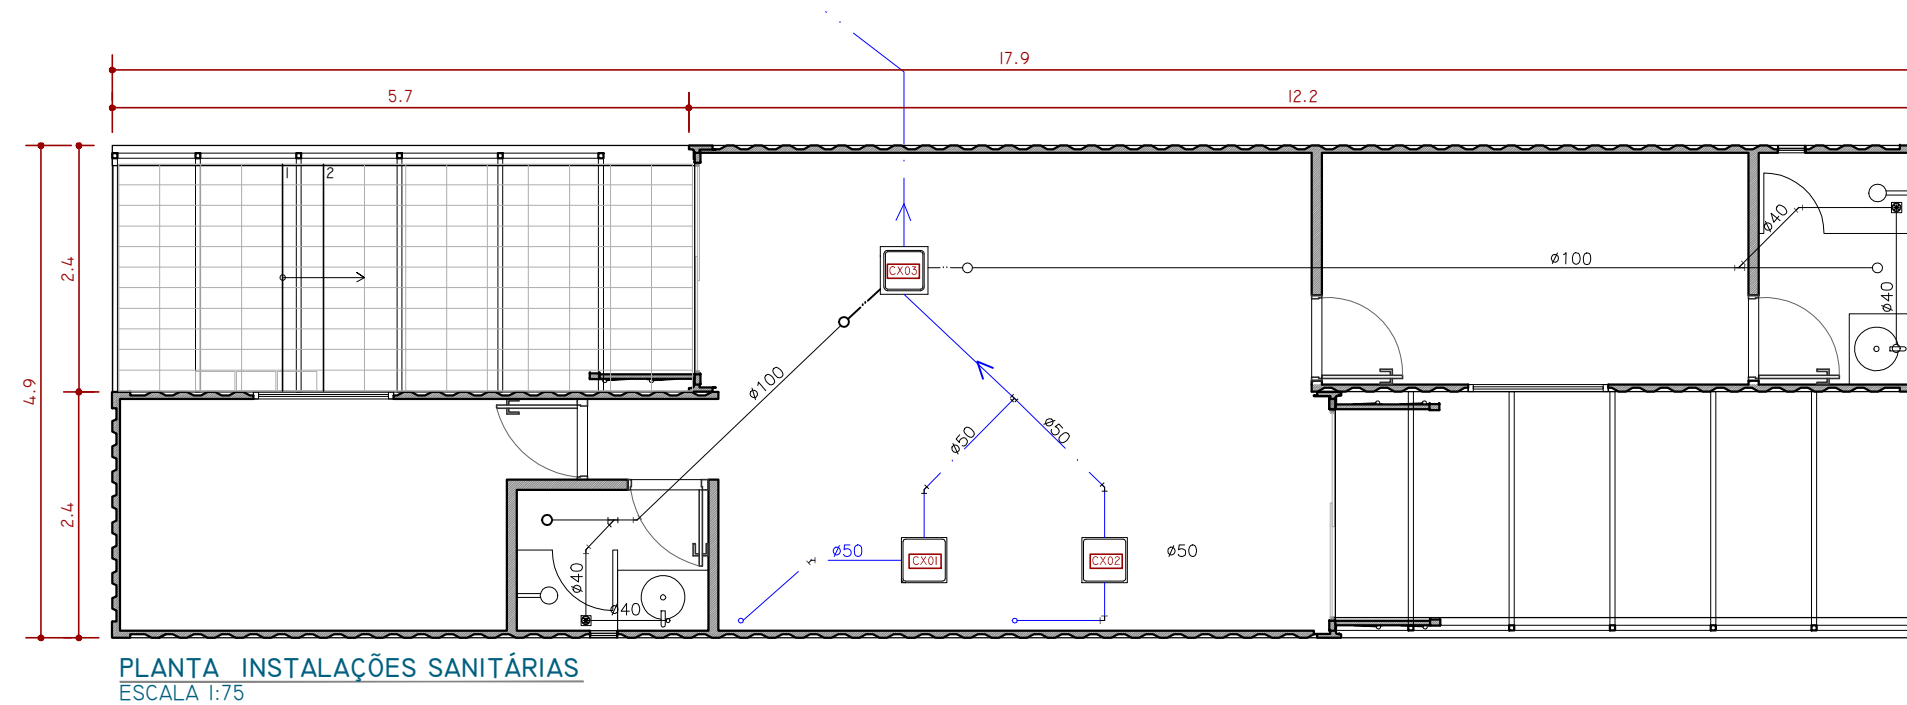 17.9
5.7
12.2
1
2
ø40
2.4
CX03
ø100
ø40
4.9
ø100
ø50
ø50
2.4
ø50
CX01
CX02
ø50
ø40
ø40
PLANTA INSTALAÇÕES SANITÁRIAS
ESCALA 1:75